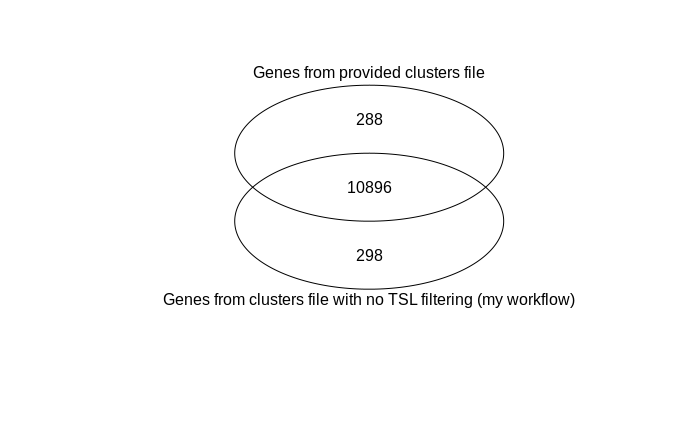 Genes from provided clusters file
288
10896
298
Genes from clusters file with no TSL filtering (my workflow)